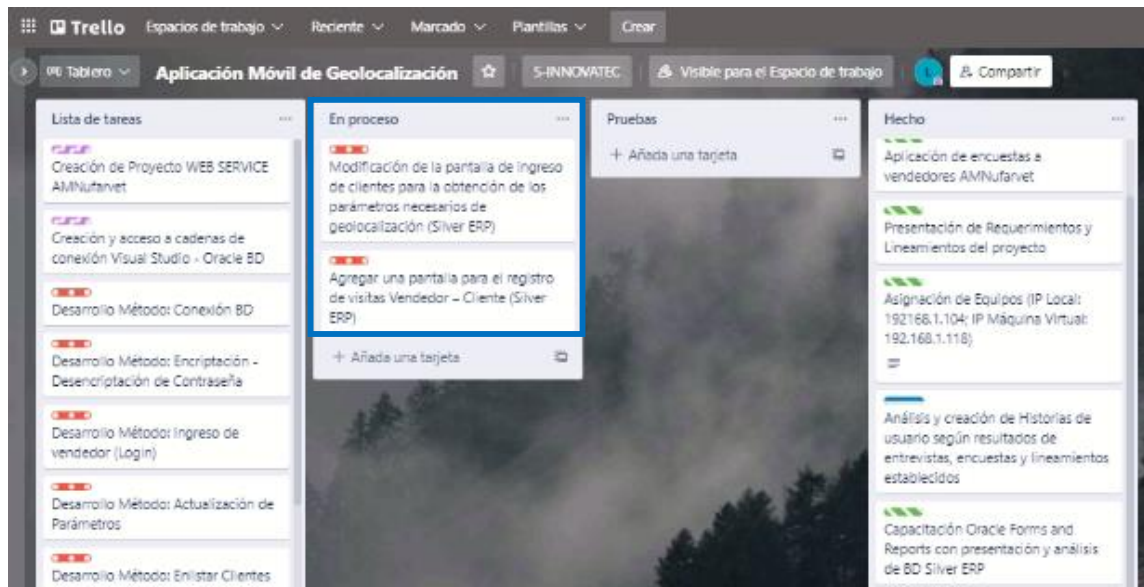 Trello Espacios de trabajo Reciente Marcado Plantillas Crear
Tablero Aplicación Móvil de Geolocalización S-INNOVATEC Visible para el Espacio de trabajo Compartir
Lista de tareas
Creación de Proyecto WEB SERVICE
AMNufarvet
Creación y acceso a cadenas de
conexión Visual Studio - Oracle BD
Desarrollo Método: Conexión BD
Desarrollo Método: Encriptación -
Desencriptación de Contraseña
Desarrollo Método: Ingreso de
vendedor (Login)
Desarrollo Método: Actualización de
Parámetros
Desarrollo Método: Enlistar Clientes
En proceso
Modificación de la pantalla de ingreso
de clientes para la obtención de los
parámetros necesarios de
geolocalización (Silver ERP)
Agregar una pantalla para el registro
de visitas Vendedor – Cliente (Silver
ERP)
+ Añada una tarjeta
Pruebas
+ Añada una tarjeta
Hecho
Aplicación de encuestas a
vendedores AMNufarvet
Presentación de Requerimientos y
Lineamientos del proyecto
Asignación de Equipos (IP Local:
192168.1.104; IP Máquina Virtual:
192.168.1.118)
Análisis y creación de Historias de
usuario según resultados de
entrevistas, encuestas y lineamientos
establecidos
Capacitación Oracle Forms and
Reports con presentación y análisis
de BD Silver ERP